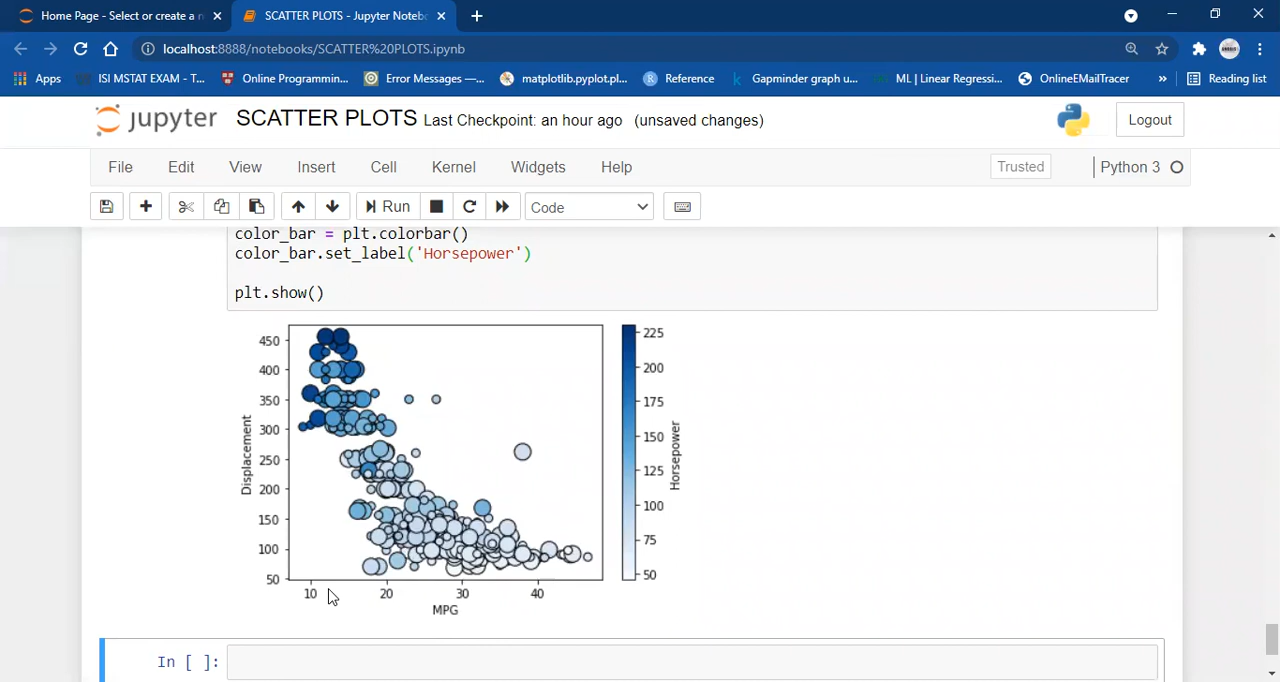 Home Page - Select or create a n
SCATTER PLOTS - Jupyter Noteb
localhost:8888/notebooks/SCATTER%20PLOTS.ipynb
Apps
ISI MSTAT EXAM - T...
Online Programmin...
Error Messages —...
matplotlib.pyplot.pl...
Reference
Gapminder graph u...
ML | Linear Regressi...
OnlineEMailTracer
»
Reading list
jupyter
SCATTER PLOTS Last Checkpoint: an hour ago (unsaved changes)
Logout
File
Edit
View
Insert
Cell
Kernel
Widgets
Help
Trusted
Python 3
Run
Code
color_bar = plt.colorbar()
color_bar.set_label('Horsepower')
plt.show()
450
400
350
300
250
200
150
100
50
Displacement
10
20
30
40
MPG
225
200
175
150
125
100
75
50
Horsepower
In [ ]: